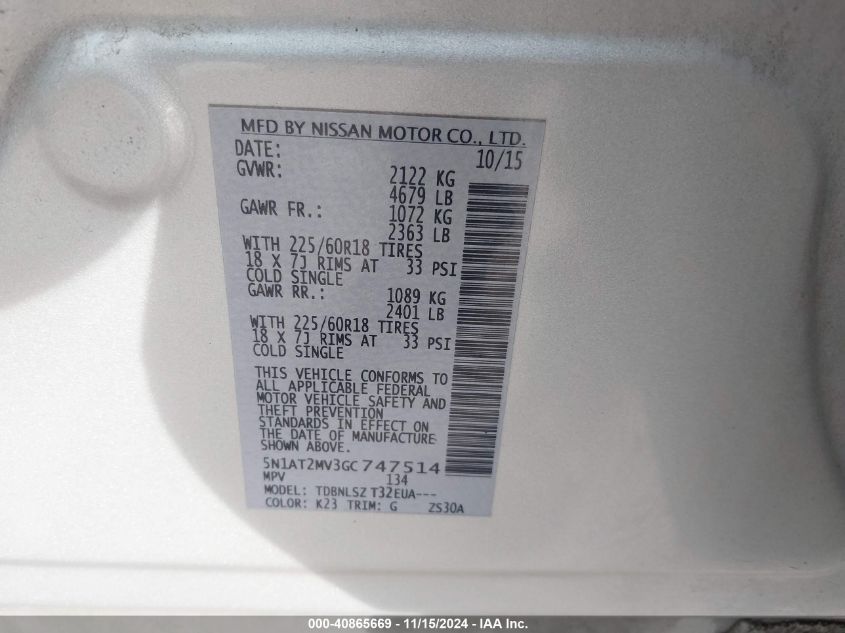 MFD BY NISSAN MOTOR CO., LTD.
DATE: 10/15
GVWR: 2122 KG
4679 LB
GAWR FR.: 1072 KG
2363 LB
WITH 225/60R18 TIRES
18 X 7J RIMS AT 33 PSI
COLD SINGLE
GAWR RR.: 1089 KG
2401 LB
WITH 225/60R18 TIRES
18 X 7J RIMS AT 33 PSI
COLD SINGLE
THIS VEHICLE CONFORMS TO
ALL APPLICABLE FEDERAL
MOTOR VEHICLE SAFETY AND
THEFT PREVENTION
STANDARDS IN EFFECT ON
THE DATE OF MANUFACTURE
SHOWN ABOVE.
5N1AT2MV3GC747514
MPV 134
MODEL: TDBNLSZ T32EUA---
COLOR: K23 TRIM: G ZS30A
000-40865669 - 11/15/2024 - IAA Inc.